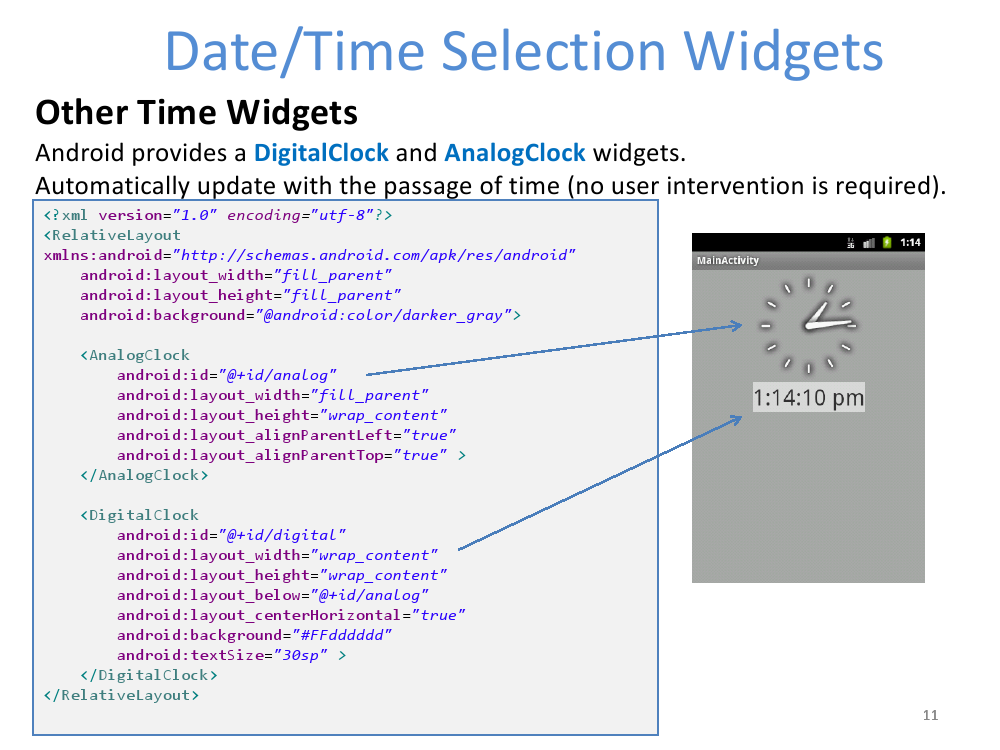 Date/Time Selection Widgets
Other Time Widgets
Android provides a DigitalClock and AnalogClock widgets.
Automatically update with the passage of time (no user intervention is required).
<?xml version="1.0" encoding="utf-8"?>
<RelativeLayout
xmlns:android="http://schemas.android.com/apk/res/android"
    android:layout_width="fill_parent"
    android:layout_height="fill_parent"
    android:background="@android:color/darker_gray">

    <AnalogClock
        android:id="@+id/analog"
        android:layout_width="fill_parent"
        android:layout_height="wrap_content"
        android:layout_alignParentLeft="true"
        android:layout_alignParentTop="true" >
    </AnalogClock>

    <DigitalClock
        android:id="@+id/digital"
        android:layout_width="wrap_content"
        android:layout_height="wrap_content"
        android:layout_below="@+id/analog"
        android:layout_centerHorizontal="true"
        android:background="#FFdddddd"
        android:textSize="30sp" >
    </DigitalClock>
</RelativeLayout>
1:14
MainActivity
1:14:10 pm
11